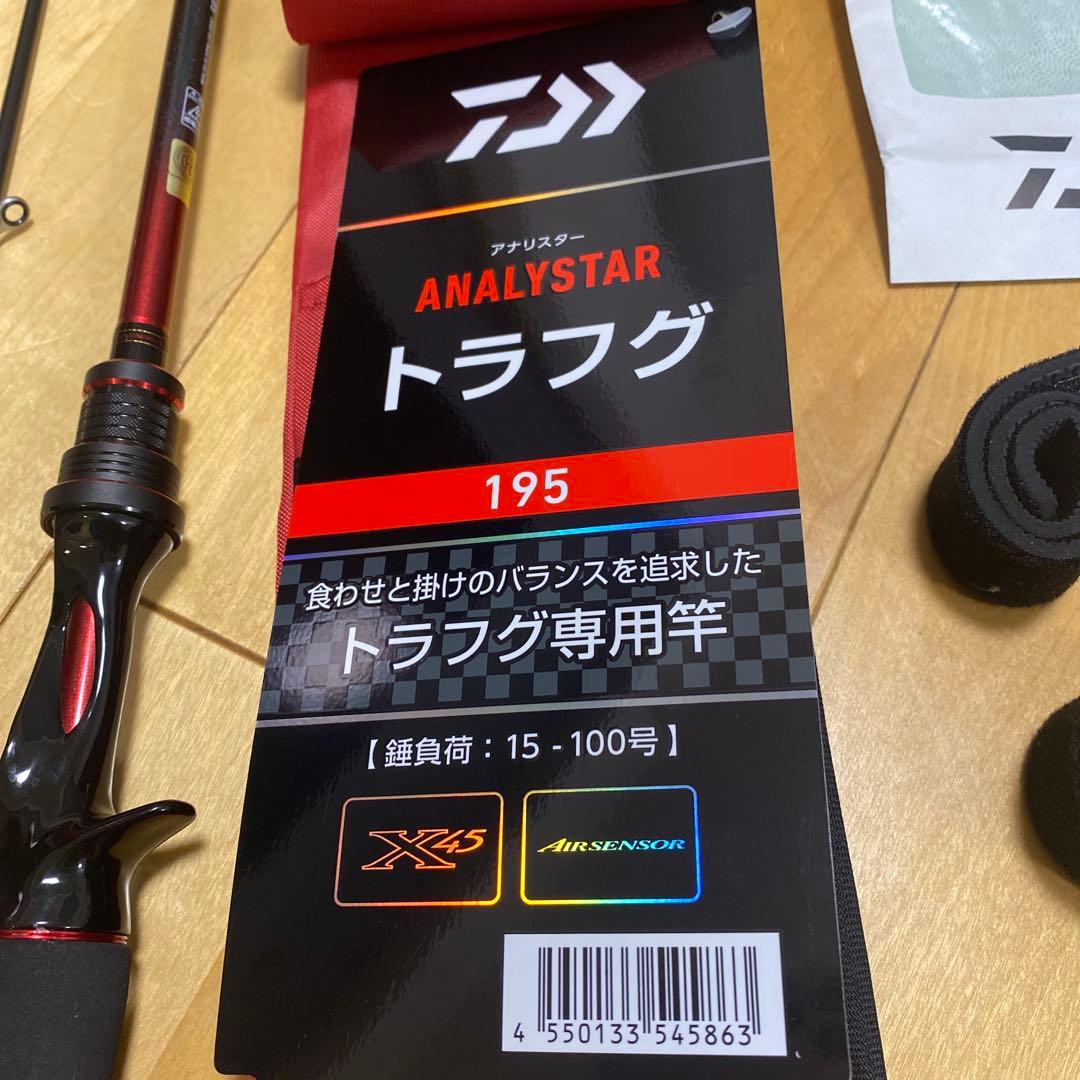 アナリスター
ANALYSTAR
トラフグ
195
食わせと掛けのバランスを追求した
トラフグ専用竿
【錘負荷：15 - 100号】
X45
AIRSENSOR
4 550133 545863